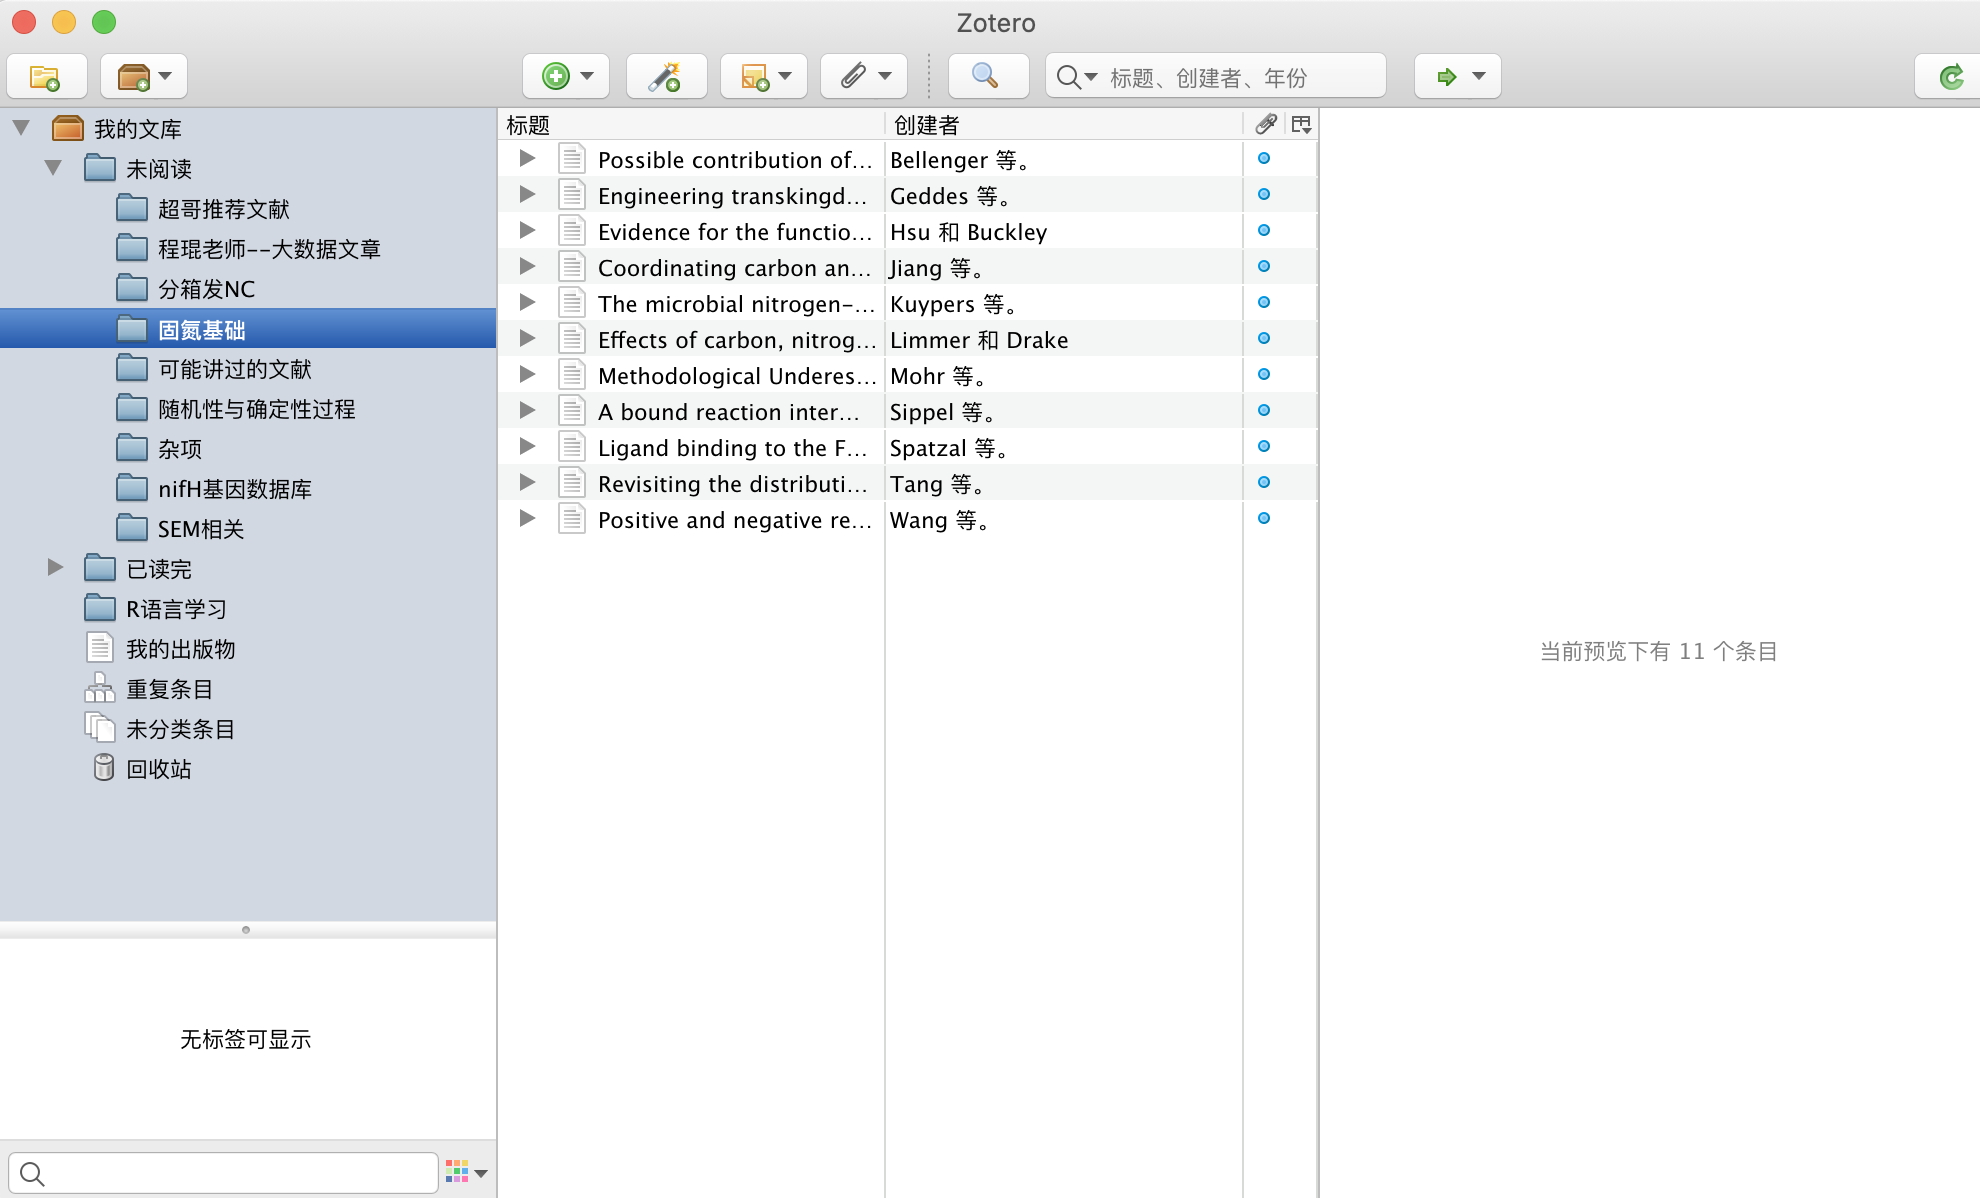 Zotero
标题、创建者、年份
我的文库
未阅读
超哥推荐文献
程琨老师--大数据文章
分箱发NC
固氮基础
可能讲过的文献
随机性与确定性过程
杂项
nifH基因数据库
SEM相关
已读完
R语言学习
我的出版物
重复条目
未分类条目
回收站
无标签可显示
标题 创建者
Possible contribution of... Bellenger 等。
Engineering transkingd... Geddes 等。
Evidence for the functio... Hsu 和 Buckley
Coordinating carbon an... Jiang 等。
The microbial nitrogen-... Kuypers 等。
Effects of carbon, nitrog... Limmer 和 Drake
Methodological Underes... Mohr 等。
A bound reaction inter... Sippel 等。
Ligand binding to the F... Spatzal 等。
Revisiting the distributi... Tang 等。
Positive and negative re... Wang 等。
当前预览下有 11 个条目